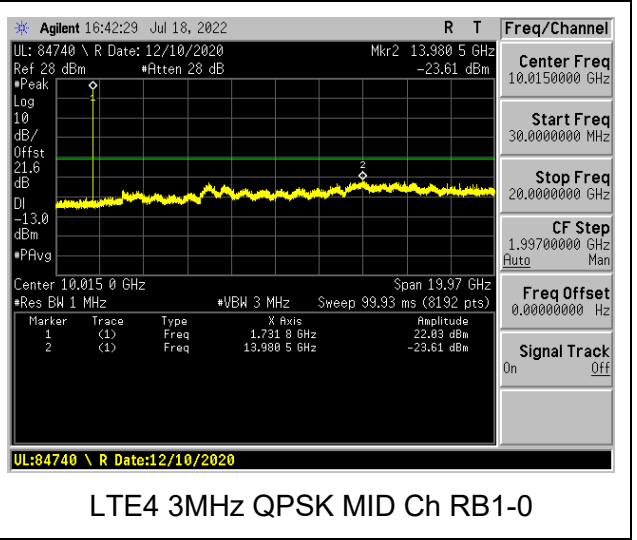 Agilent 16:42:29 Jul 18, 2022 R T Freq/Channel
UL: 84740 \ R Date: 12/10/2020 Mkr2 13.980 5 GHz
Ref 28 dBm #Atten 28 dB -23.61 dBm
#Peak
Log
10
dB/
Offst
21.6
dB
DI
-13.0
dBm
#PAvg
1
2
Center 10.015 0 GHz Span 19.97 GHz
#Res BW 1 MHz #VBW 3 MHz Sweep 99.93 ms (8192 pts)
Marker Trace Type X Axis Amplitude
1 (1) Freq 1.731 8 GHz 22.03 dBm
2 (1) Freq 13.980 5 GHz -23.61 dBm
Center Freq
10.0150000 GHz
Start Freq
30.0000000 MHz
Stop Freq
20.0000000 GHz
CF Step
1.99700000 GHz
Auto Man
Freq Offset
0.00000000 Hz
Signal Track
On Off
UL:84740 \ R Date:12/10/2020
LTE4 3MHz QPSK MID Ch RB1-0